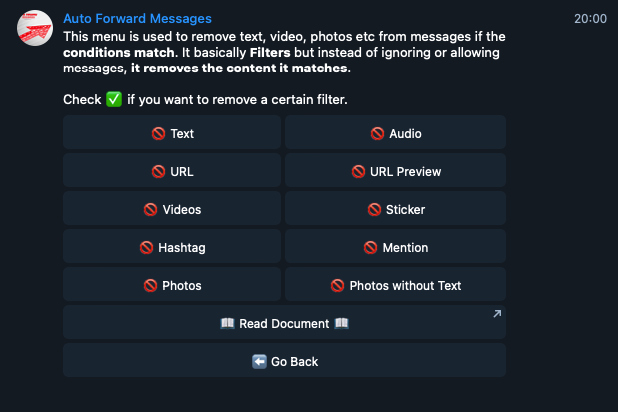 Auto Forward Messages
20:00
This menu is used to remove text, video, photos etc from messages if the
conditions match. It basically Filters but instead of ignoring or allowing
messages, it removes the content it matches.
Check ✅ if you want to remove a certain filter.
🚫 Text
🚫 Audio
🚫 URL
🚫 URL Preview
🚫 Videos
🚫 Sticker
🚫 Hashtag
🚫 Mention
🚫 Photos
🚫 Photos without Text
📖 Read Document 📖
⬅️ Go Back